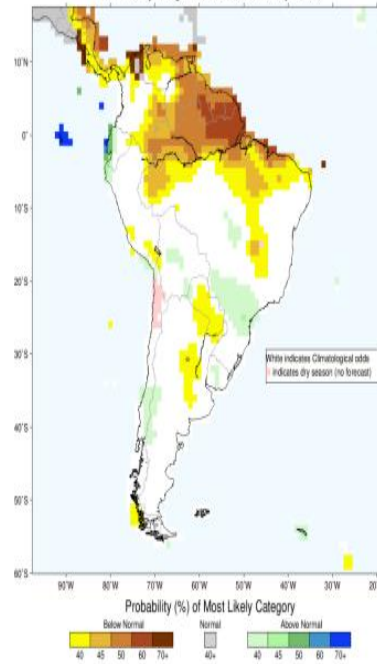 10°N
0°
10°S
20°S
30°S
40°S
50°S
60°S
White indicates Climatological odds
indicates dry season (no forecast)
90°W 80°W 70°W 60°W 50°W 40°W 30°W
Probability (%) of Most Likely Category
Below Normal Normal Above Normal
40 45 50 60 70+ 40+ 40 45 50 60 70+